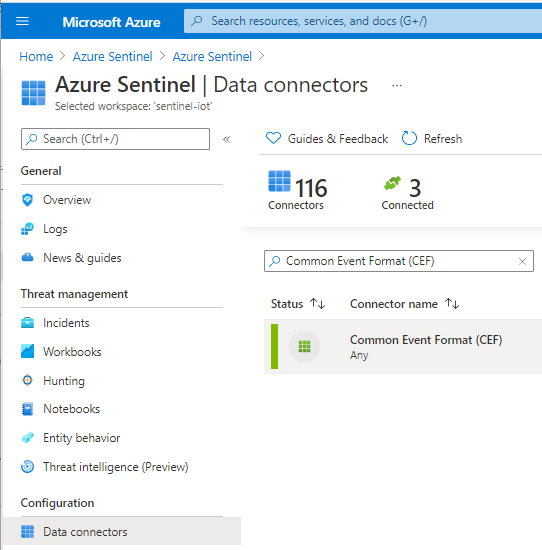 Microsoft Azure
Search resources, services, and docs (G+/)
Home > Azure Sentinel > Azure Sentinel >
Azure Sentinel | Data connectors ...
Selected workspace: 'sentinel-iot'
Search (Ctrl+/)
«
Guides & Feedback
Refresh
General
Overview
Logs
News & guides
Threat management
Incidents
Workbooks
Hunting
Notebooks
Entity behavior
Threat intelligence (Preview)
Configuration
Data connectors
116
Connectors
3
Connected
Common Event Format (CEF)
Status ↑↓ Connector name ↑↓
Common Event Format (CEF)
Any